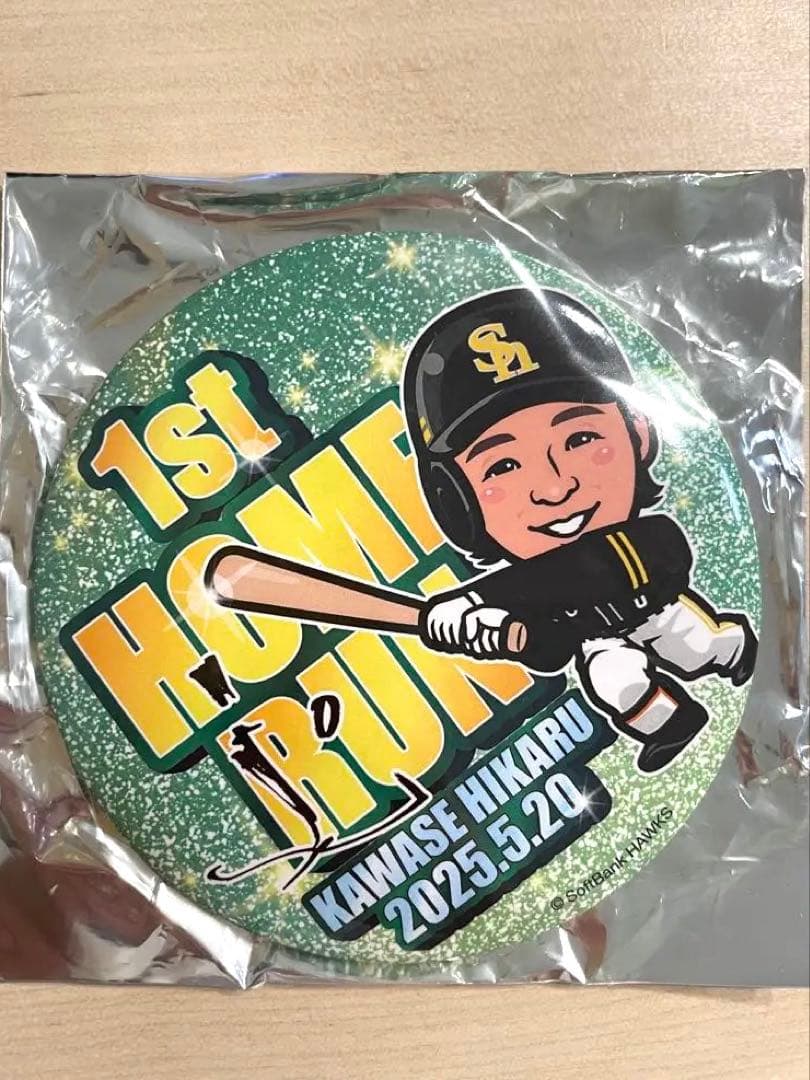 SH
1st
HOME
RUN!
KAWASE HIKARU
2025.5.20
© SoftBank HAWKS